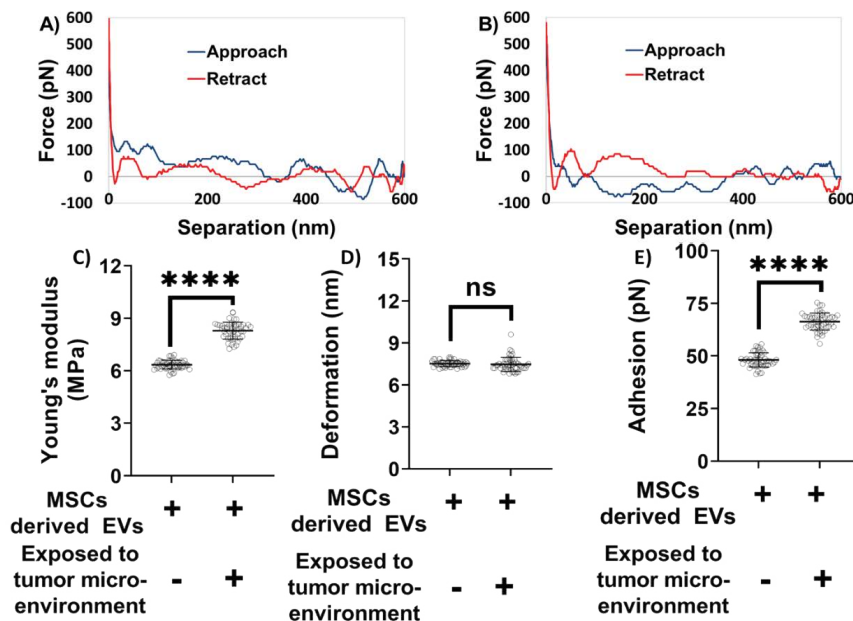 A)
600
500
400
300
200
100
0
-100
Force (pN)
Approach
Retract
0
200
400
600
Separation (nm)
B)
600
500
400
300
200
100
0
-100
Force (pN)
Approach
Retract
0
200
400
600
Separation (nm)
C)
12
9
6
3
0
Young's modulus
(MPa)
****
MSCs
derived EVs
+ +
Exposed to
tumor micro-
environment
- +
D)
15
12
9
6
3
0
Deformation (nm)
ns
MSCs
derived EVs
+ +
Exposed to
tumor micro-
environment
- +
E)
100
75
50
25
0
Adhesion (pN)
****
MSCs
derived EVs
+ +
Exposed to
tumor micro-
environment
- +